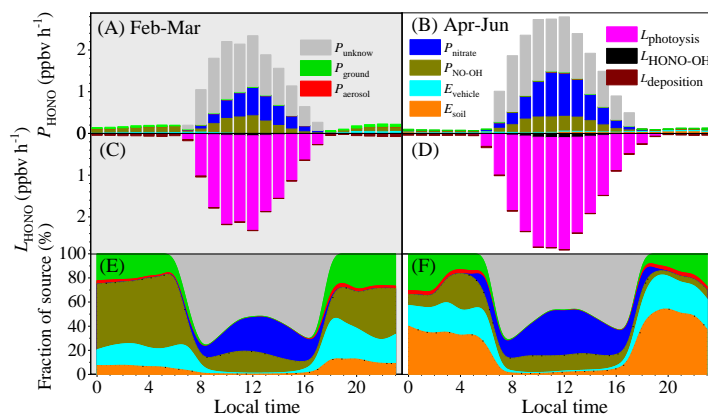 (A) Feb-Mar
P_unknow
P_ground
P_aerosol
(B) Apr-Jun
P_nitrate
P_NO-OH
E_vehicle
E_soil
L_photoysis
L_HONO-OH
L_deposition
P_HONO (ppbv h⁻¹)
2
1
0
(C)
(D)
L_HONO (ppbv h⁻¹)
1
2
Fraction of source (%)
100
80
60
40
20
0
(E)
(F)
0 4 8 12 16 20
0 4 8 12 16 20
Local time
Local time